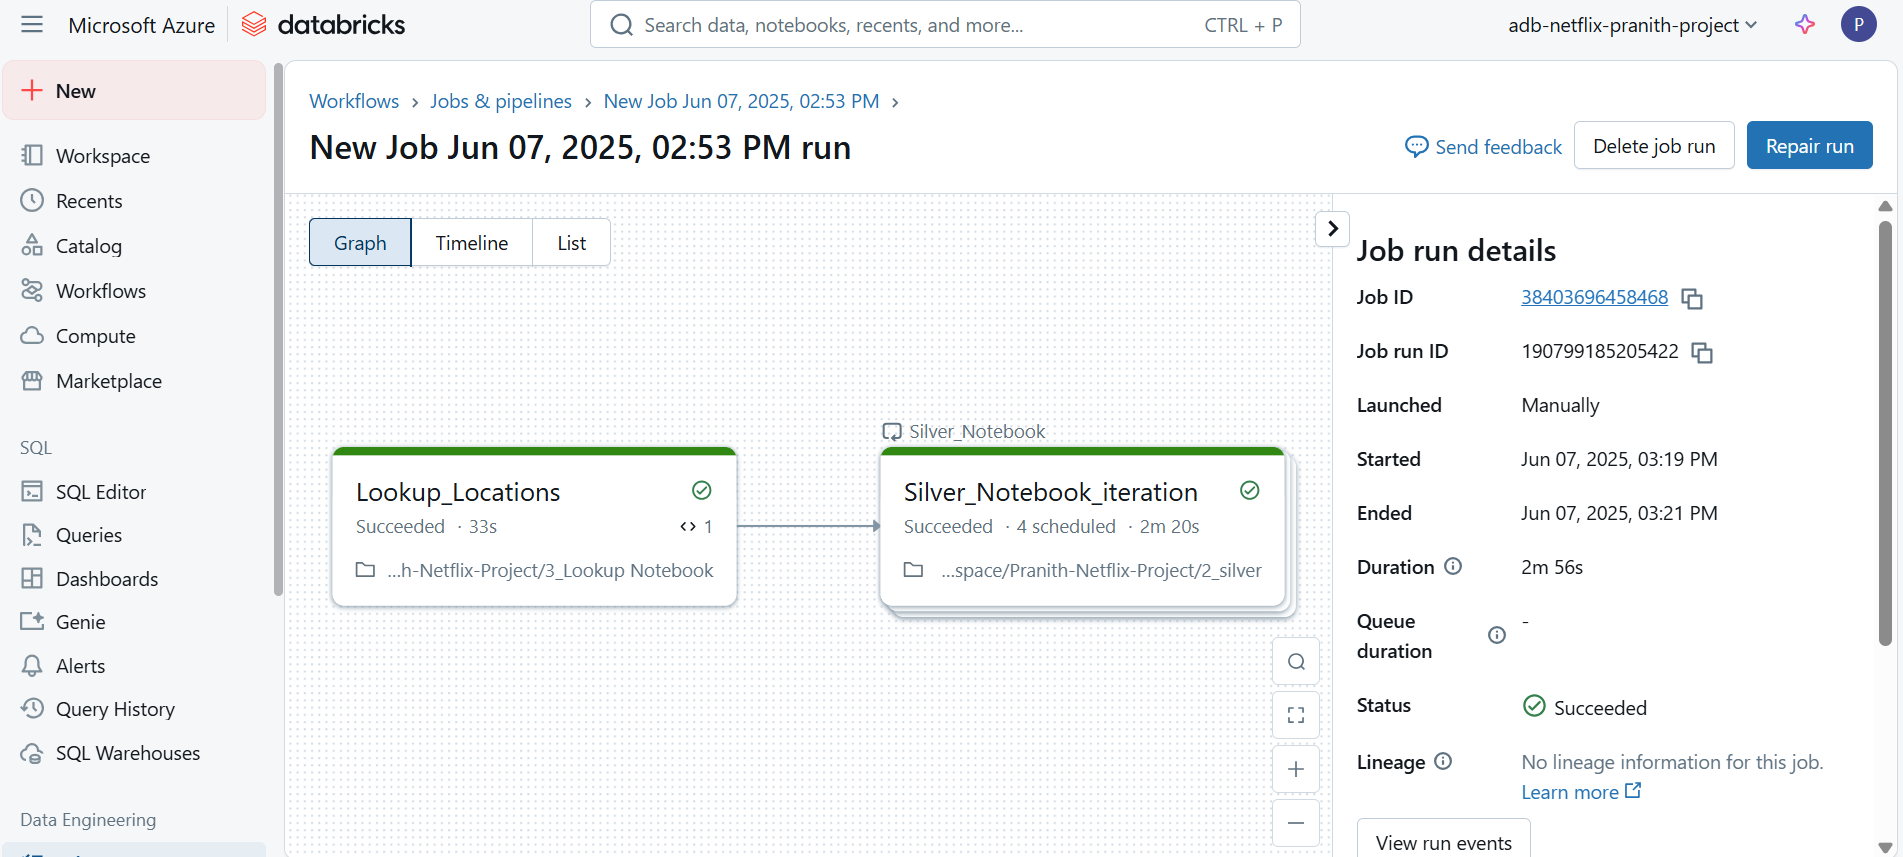 Microsoft Azure
databricks
Search data, notebooks, recents, and more...
CTRL + P
adb-netflix-pranith-project
P
New
Workspace
Recents
Catalog
Workflows
Compute
Marketplace
SQL
SQL Editor
Queries
Dashboards
Genie
Alerts
Query History
SQL Warehouses
Data Engineering
Workflows › Jobs & pipelines › New Job Jun 07, 2025, 02:53 PM ›
New Job Jun 07, 2025, 02:53 PM run
Send feedback
Delete job run
Repair run
Graph
Timeline
List
Lookup_Locations
Succeeded · 33s
<> 1
...h-Netflix-Project/3_Lookup Notebook
Silver_Notebook
Silver_Notebook_iteration
Succeeded · 4 scheduled · 2m 20s
...space/Pranith-Netflix-Project/2_silver
Job run details
Job ID 38403696458468
Job run ID 190799185205422
Launched Manually
Started Jun 07, 2025, 03:19 PM
Ended Jun 07, 2025, 03:21 PM
Duration 2m 56s
Queue duration -
Status Succeeded
Lineage No lineage information for this job.
Learn more
View run events